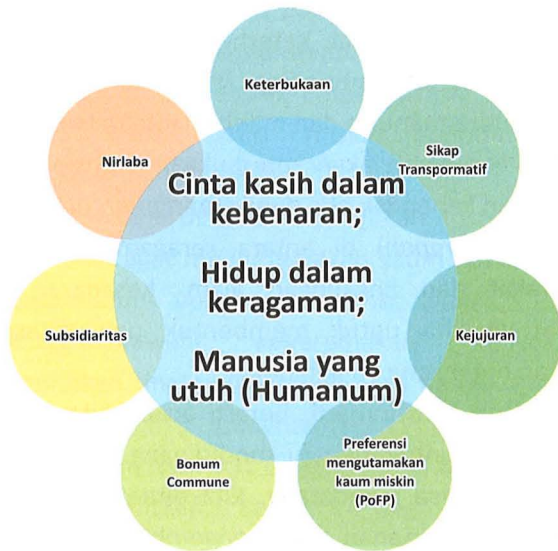 Keterbukaan
Sikap
Transpormatif
Kejujuran
Preferensi
mengutamakan
kaum miskin
(PoFP)
Bonum
Commune
Subsidiaritas
Nirlaba
Cinta kasih dalam
kebenaran;
Hidup dalam
keragaman;
Manusia yang
utuh (Humanum)